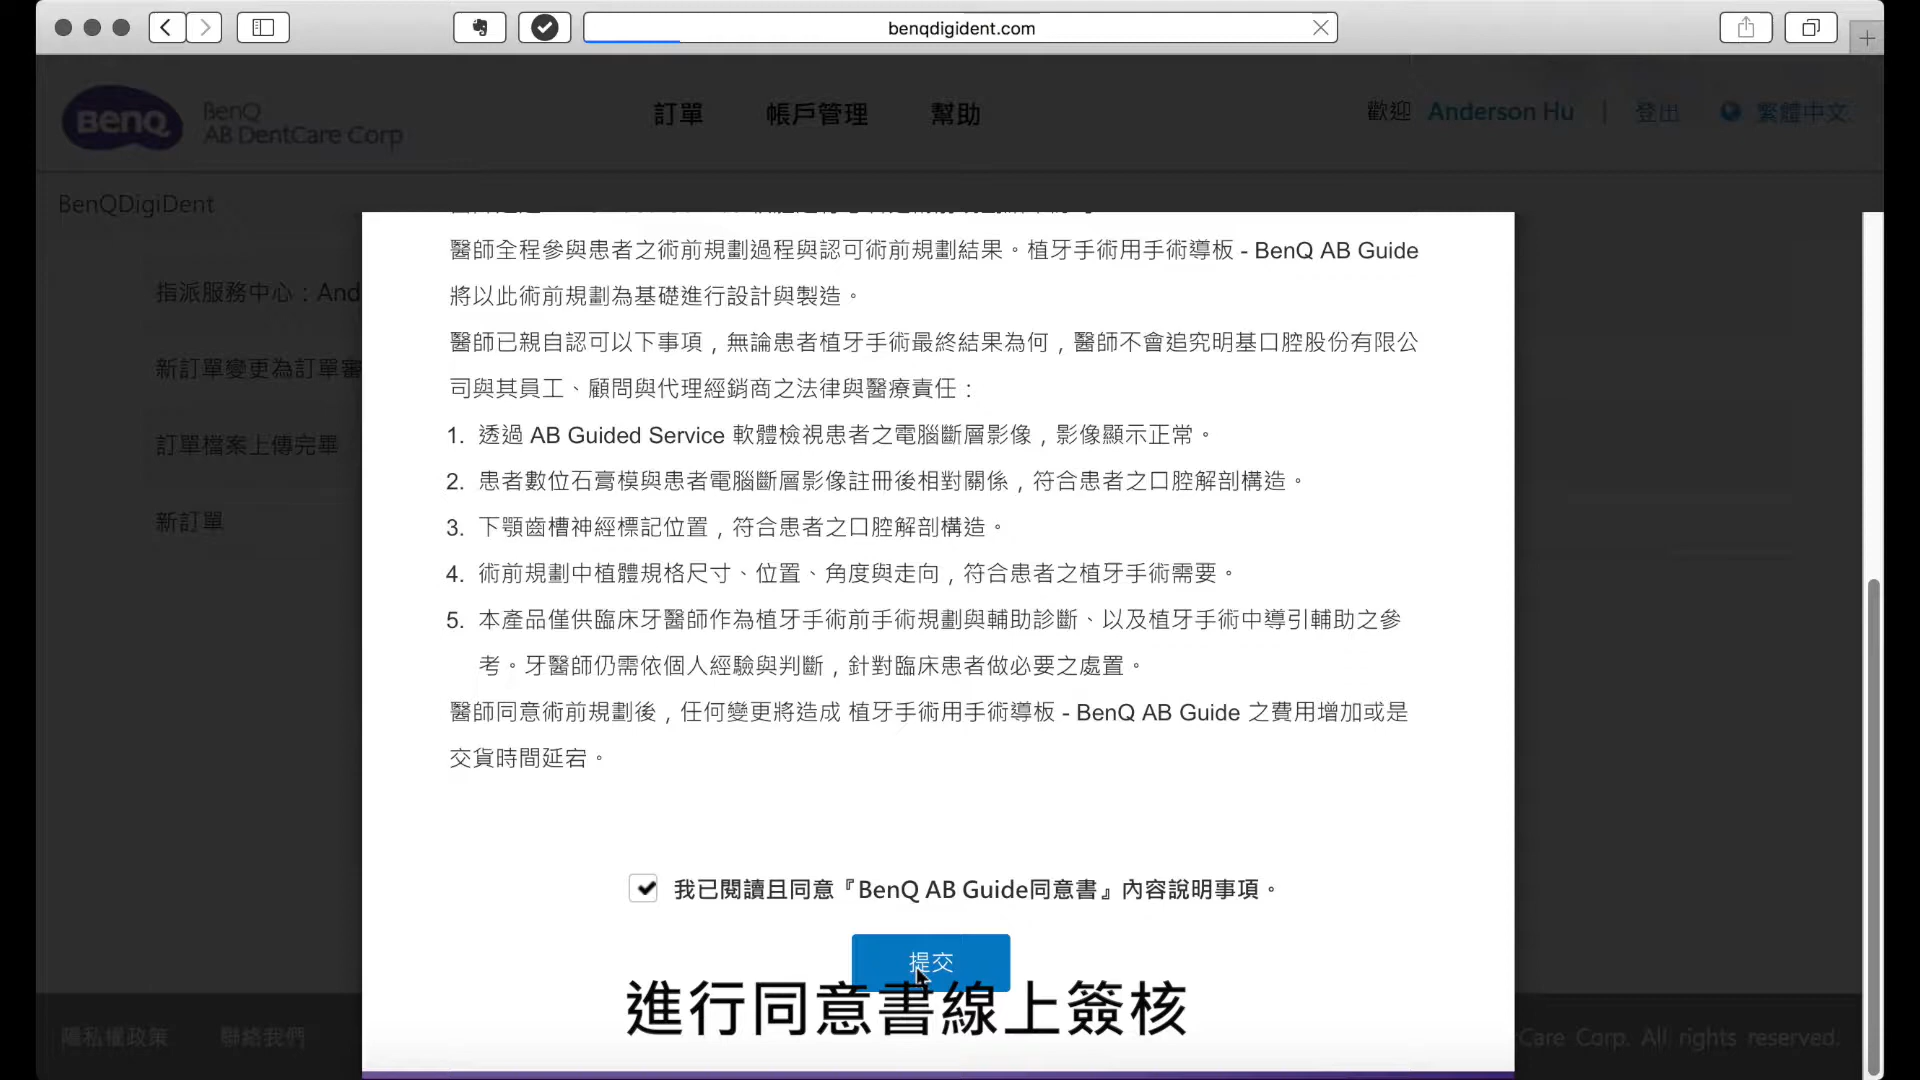 benqdigident.com
BenQ
BenQ
AB DentCare Corp
訂單 帳戶管理 幫助
歡迎 Anderson Hu | 登出 繁體中文
BenQDigiDent
醫師全程參與患者之術前規劃過程與認可術前規劃結果。植牙手術用手術導板 - BenQ AB Guide
指派服務中心：And
將以此術前規劃為基礎進行設計與製造。
醫師已親自認可以下事項，無論患者植牙手術最終結果為何，醫師不會追究明基口腔股份有限公
新訂單變更為訂單審
司與其員工、顧問與代理經銷商之法律與醫療責任：
1. 透過 AB Guided Service 軟體檢視患者之電腦斷層影像，影像顯示正常。
訂單檔案上傳完畢
2. 患者數位石膏模與患者電腦斷層影像註冊後相對關係，符合患者之口腔解剖構造。
3. 下顎齒槽神經標記位置，符合患者之口腔解剖構造。
新訂單
4. 術前規劃中植體規格尺寸、位置、角度與走向，符合患者之植牙手術需要。
5. 本產品僅供臨床牙醫師作為植牙手術前手術規劃與輔助診斷、以及植牙手術中導引輔助之參
考。牙醫師仍需依個人經驗與判斷，針對臨床患者做必要之處置。
醫師同意術前規劃後，任何變更將造成 植牙手術用手術導板 - BenQ AB Guide 之費用增加或是
交貨時間延宕。
我已閱讀且同意『BenQ AB Guide同意書』內容說明事項。
提交
進行同意書線上簽核
隱私權政策 聯絡我們
Care Corp. All rights reserved.